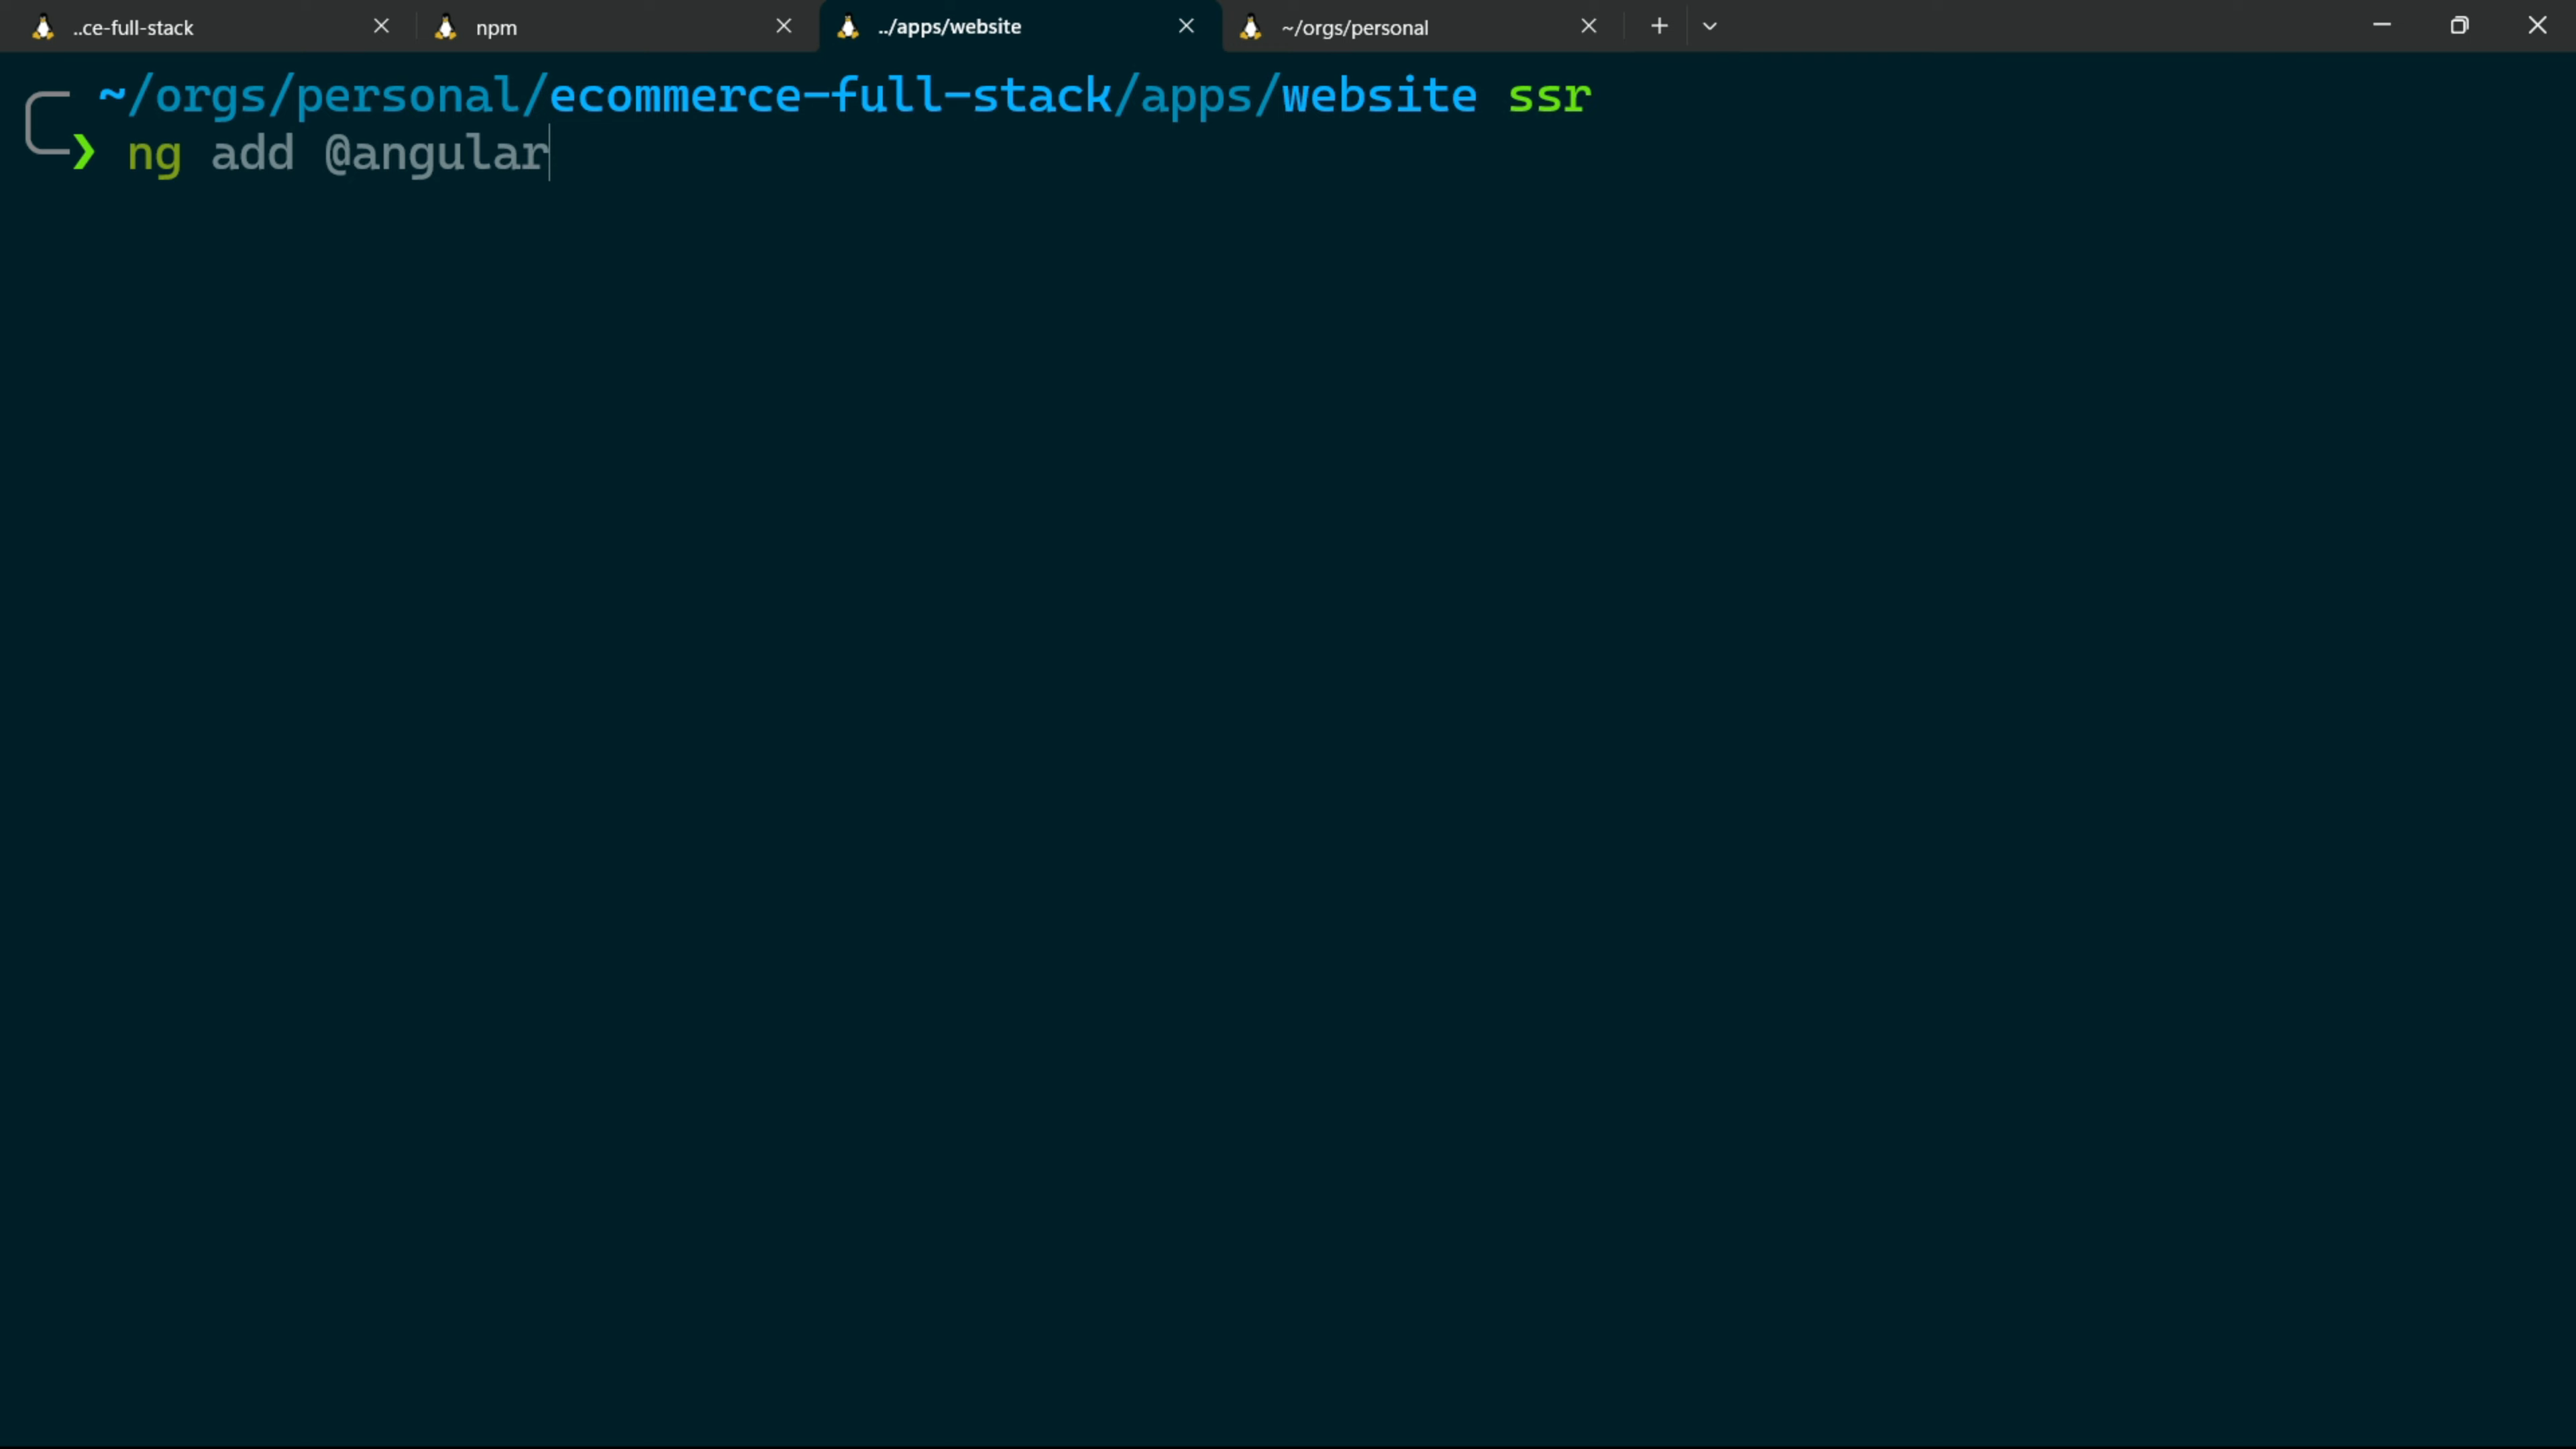 ..ce-full-stack npm ../apps/website ~/orgs/personal
~/orgs/personal/ecommerce-full-stack/apps/website ssr
❯ ng add @angular